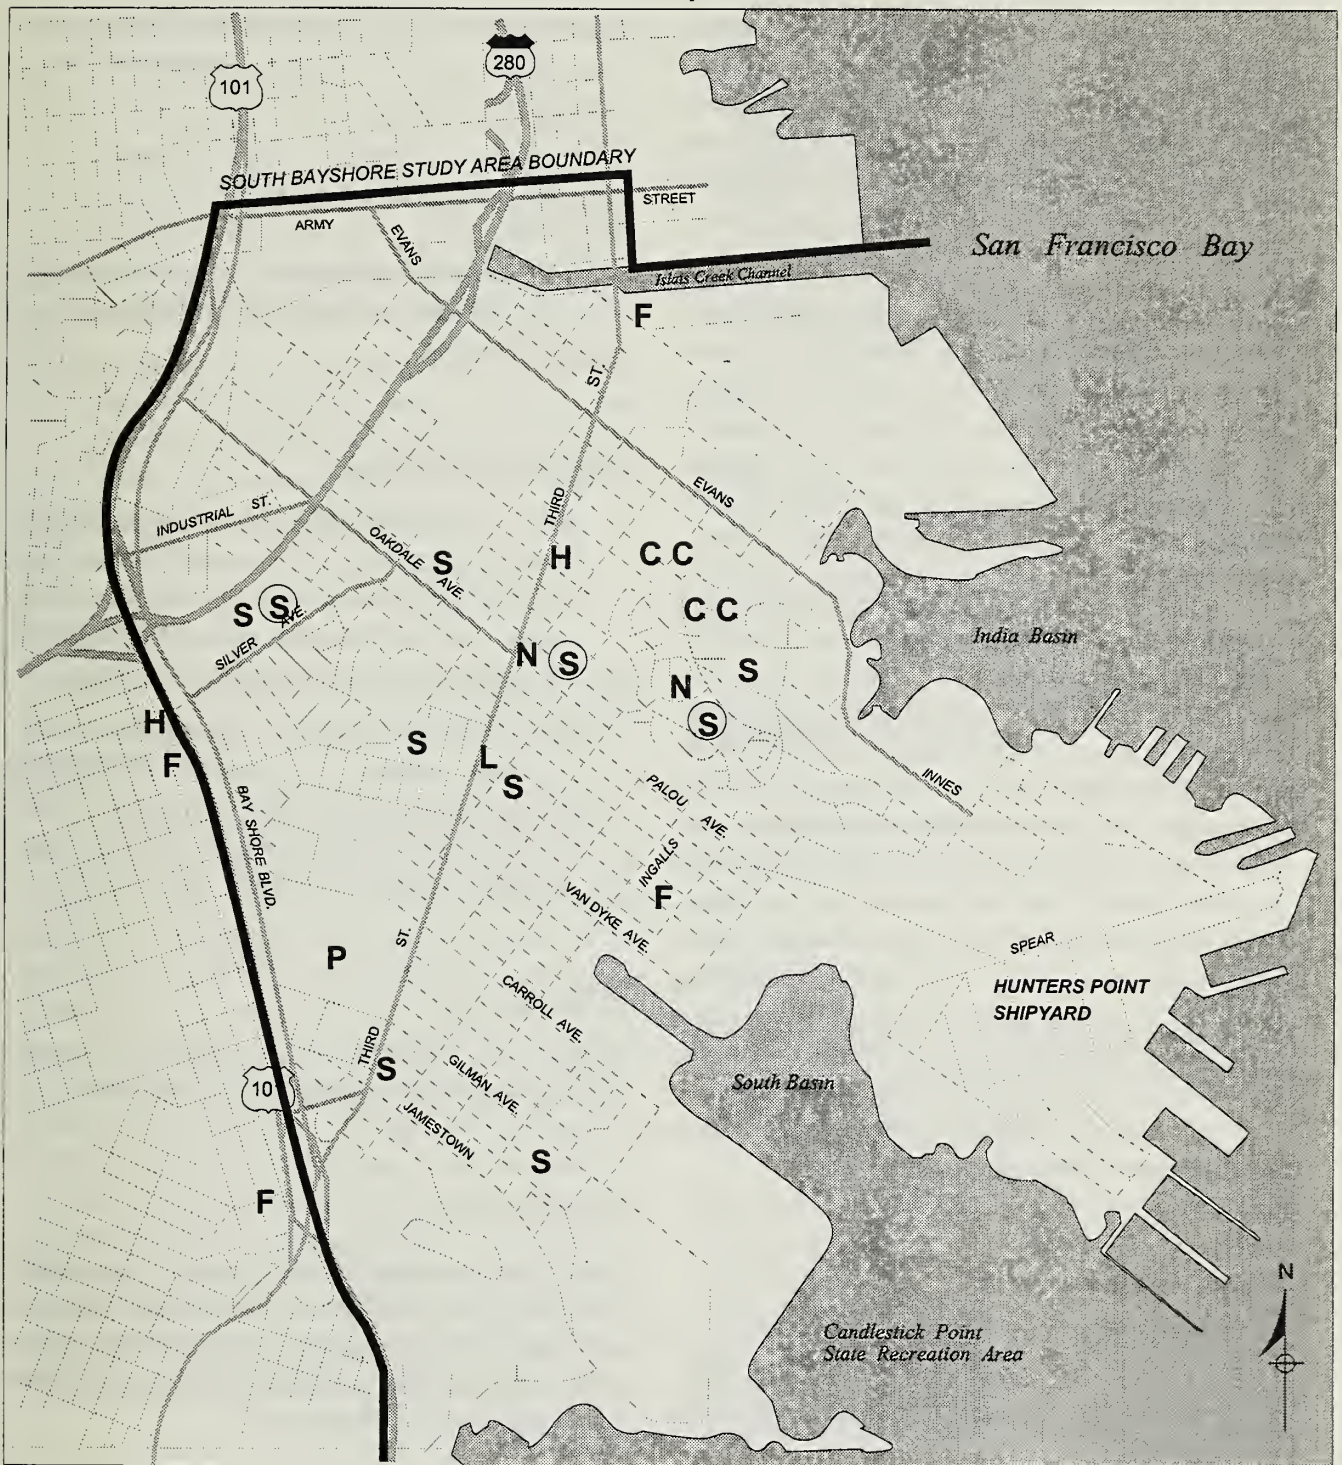 101
280
SOUTH BAYSHORE STUDY AREA BOUNDARY
STREET
ARMY
EVANS
San Francisco Bay
Islais Creek Channel
F
ST.
EVANS
THIRD
INDUSTRIAL ST.
OAKDALE AVE.
S
H
C C
S
S
AVE.
SILVER
C C
India Basin
N
S
S
N
S
H
F
S
L
S
INNES
PALOU AVE.
BAY SHORE BLVD.
INGALLS
F
VAN DYKE AVE.
ST.
P
SPEAR
HUNTERS POINT
SHIPYARD
CARROLL AVE.
THIRD
S
GILMAN AVE.
10
South Basin
JAMESTOWN
S
F
N
Candlestick Point
State Recreation Area